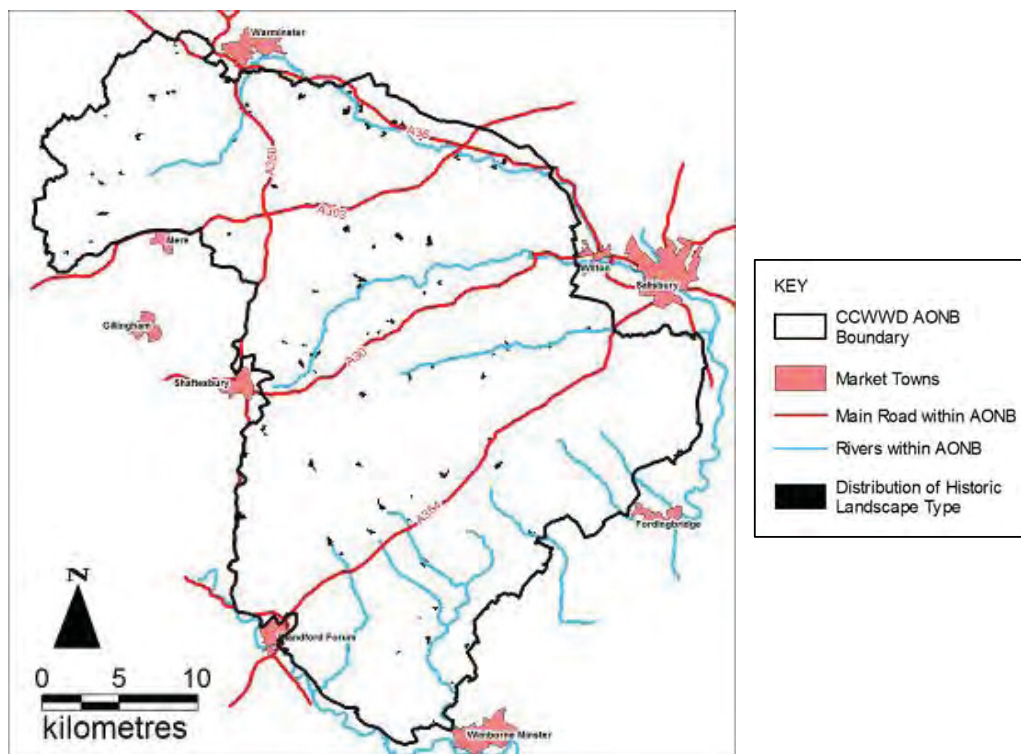 Warminster
A36
A350
A303
Mere
Wilton
Salisbury
Gillingham
A30
Shaftesbury
A354
Fordingbridge
Blandford Forum
Wimborne Minster
N
0 5 10
kilometres
KEY
CCWWD AONB
Boundary
Market Towns
Main Road within AONB
Rivers within AONB
Distribution of Historic
Landscape Type